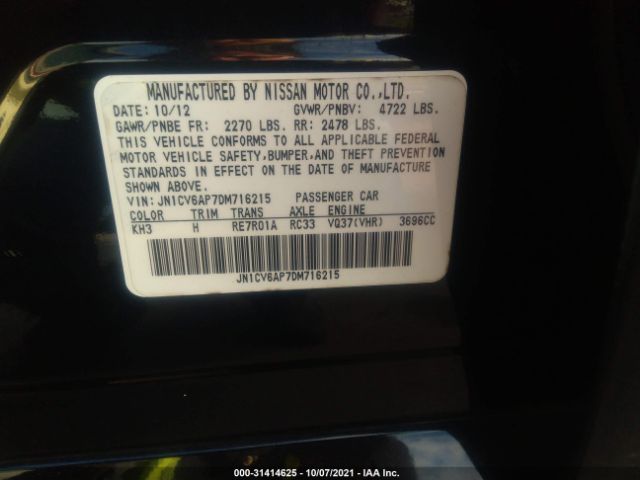 MANUFACTURED BY NISSAN MOTOR CO.,LTD.
DATE: 10/12 GVWR/PNBV: 4722 LBS.
GAWR/PNBE FR: 2270 LBS. RR: 2478 LBS.
THIS VEHICLE CONFORMS TO ALL APPLICABLE FEDERAL
MOTOR VEHICLE SAFETY,BUMPER,AND THEFT PREVENTION
STANDARDS IN EFFECT ON THE DATE OF MANUFACTURE
SHOWN ABOVE.
VIN: JN1CV6AP7DM716215 PASSENGER CAR
COLOR TRIM TRANS AXLE ENGINE
KH3 H RE7R01A RC33 VQ37(VHR) 3696CC
JN1CV6AP7DM716215
000-31414625 - 10/07/2021 - IAA Inc.